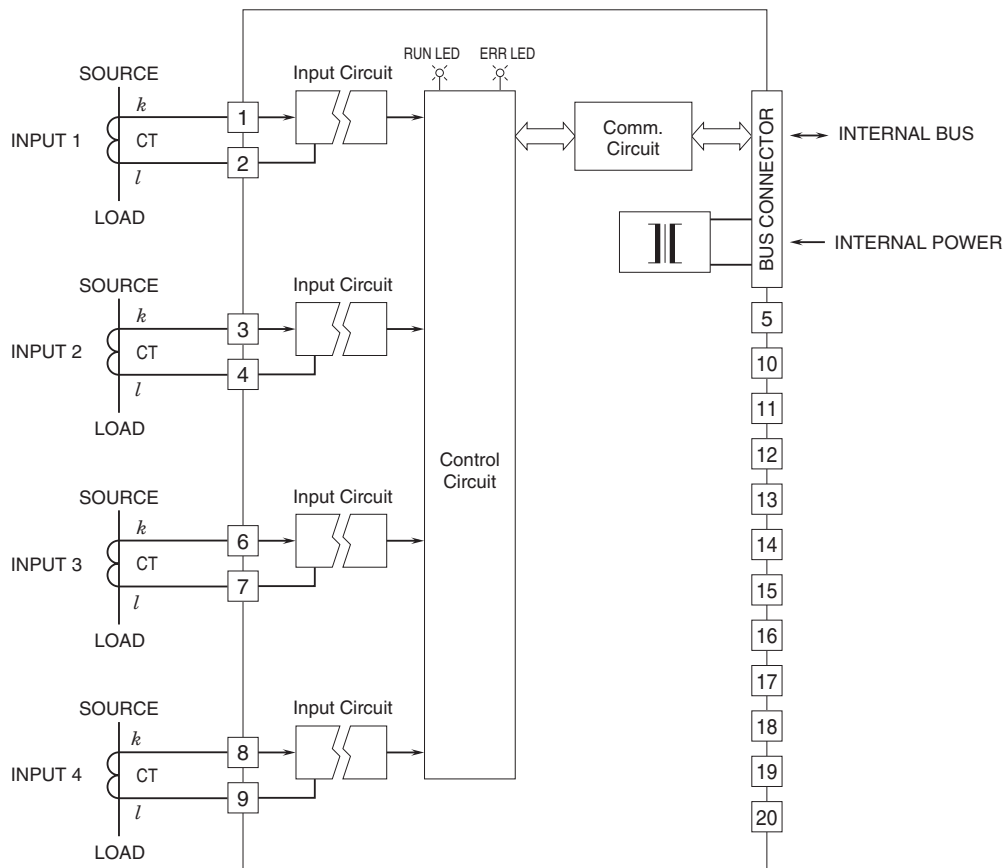 RUN LED ERR LED
SOURCE
k
INPUT 1
CT
l
LOAD
1
2
Input Circuit
Comm.
Circuit
BUS CONNECTOR
INTERNAL BUS
INTERNAL POWER
SOURCE
k
INPUT 2
CT
l
LOAD
3
4
Input Circuit
Control
Circuit
SOURCE
k
INPUT 3
CT
l
LOAD
6
7
Input Circuit
SOURCE
k
INPUT 4
CT
l
LOAD
8
9
Input Circuit
5
10
11
12
13
14
15
16
17
18
19
20